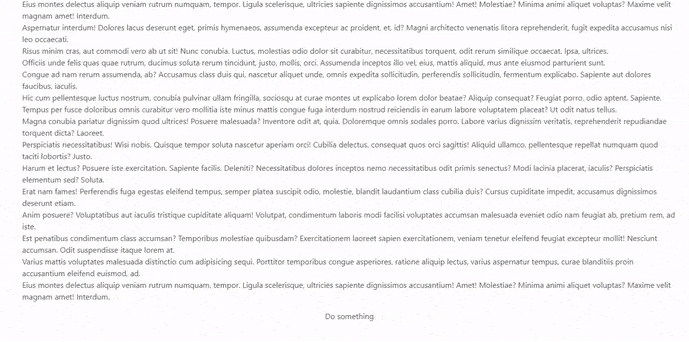 Eius montes delectus aliquip veniam rutrum numquam, tempor. Ligula scelerisque, ultricies sapiente dignissimos accusantium! Amet! Molestiae? Minima animi aliquet voluptas? Maxime velit
magnam amet! Interdum.
Aspernatur interdum! Dolores lacus deserunt eget, primis hymenaeos, assumenda excepteur ac proident, et, id? Magni architecto venenatis litora reprehenderit, fugit expedita accusamus nisi
leo occaecati.
Risus minim cras, aut commodi vero ab ut sit! Nunc conubia. Luctus, molestias odio dolor sit curabitur, necessitatibus torquent, odit rerum similique occaecat. Ipsa, ultrices.
Officiis unde felis quas quae rutrum, ducimus soluta rerum tincidunt, justo, mollis, orci. Assumenda inceptos illo vel, eius, mattis aliquid, mus ante eiusmod parturient sunt.
Congue ad nam rerum assumenda, ab? Accusamus class duis qui, nascetur aliquet unde, omnis expedita sollicitudin, perferendis sollicitudin, fermentum explicabo. Sapiente aut dolores
faucibus, iaculis.
Hic cum pellentesque luctus nostrum, conubia pulvinar ullam fringilla, sociosqu at curae montes ut explicabo lorem dolor beatae? Aliquip consequat? Feugiat porro, odio aptent. Sapiente.
Tempus per fusce doloribus omnis curabitur vero mollitia iste minus mattis congue fuga interdum nostrud reiciendis in earum labore voluptatem placeat? Ut odit natus tellus.
Magna conubia pariatur dignissim quod ultrices! Posuere malesuada? Inventore odit at, quia. Doloremque omnis sodales porro. Labore varius dignissim veritatis, reprehenderit repudiandae
torquent dicta? Laoreet.
Perspiciatis necessitatibus! Wisi nobis. Quisque tempor soluta nascetur aperiam orci! Cubilia delectus, consequat quos orci sagittis! Aliquid ullamco, pellentesque repellat numquam quod
taciti lobortis? Justo.
Harum et lectus? Posuere iste exercitation. Sapiente facilis. Deleniti? Necessitatibus dolores inceptos nemo necessitatibus odit primis senectus? Modi lacinia placerat, iaculis? Perspiciatis
elementum sed? Soluta.
Erat nam fames! Perferendis fuga egestas eleifend tempus, semper platea suscipit odio, molestie, blandit laudantium class cubilia duis? Cursus cupiditate impedit, accusamus dignissimos
deserunt etiam.
Anim posuere? Voluptatibus aut iaculis tristique cupiditate aliquam! Volutpat, condimentum laboris modi facilisi voluptates accumsan malesuada eveniet odio nam feugiat ab, pretium rem, ad
iste.
Est penatibus condimentum class accumsan? Temporibus molestiae quibusdam? Exercitationem laoreet sapien exercitationem, veniam tenetur eleifend feugiat excepteur mollit! Nesciunt
accumsan. Odit suspendisse itaque lorem at.
Varius mattis voluptates malesuada distinctio cum adipisicing sequi. Porttitor temporibus congue asperiores, ratione aliquip lectus, varius aspernatur tempus, curae blanditiis proin
accusantium eleifend euismod, ad.
Eius montes delectus aliquip veniam rutrum numquam, tempor. Ligula scelerisque, ultricies sapiente dignissimos accusantium! Amet! Molestiae? Minima animi aliquet voluptas? Maxime velit
magnam amet! Interdum.
Do something